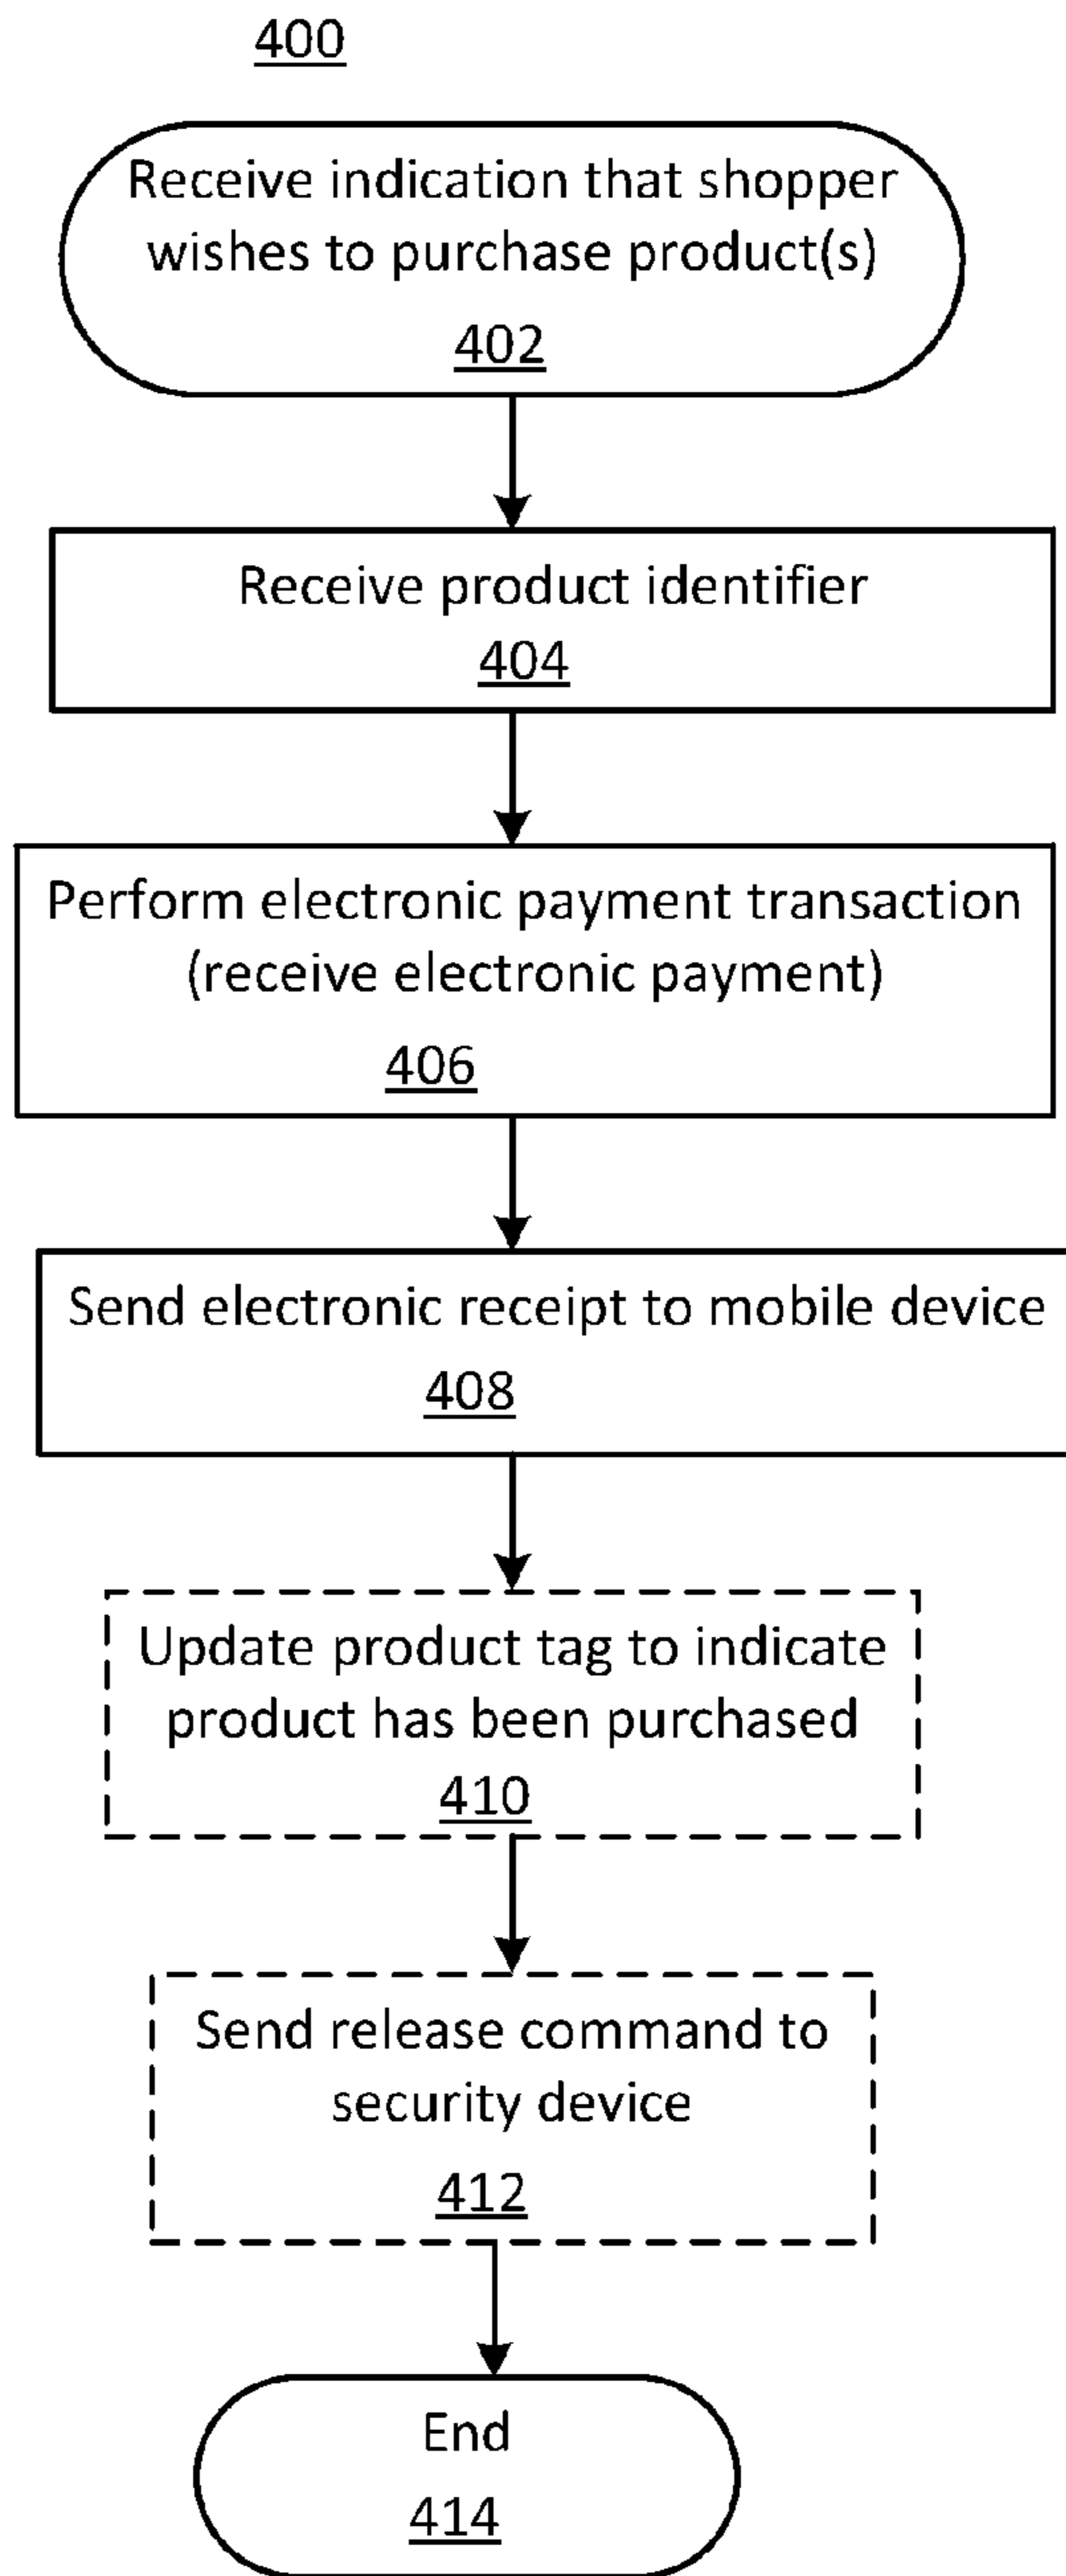 400
Receive indication that shopper
wishes to purchase product(s)
402
Receive product identifier
404
Perform electronic payment transaction
(receive electronic payment)
406
Send electronic receipt to mobile device
408
Update product tag to indicate
product has been purchased
410
Send release command to
security device
412
End
414